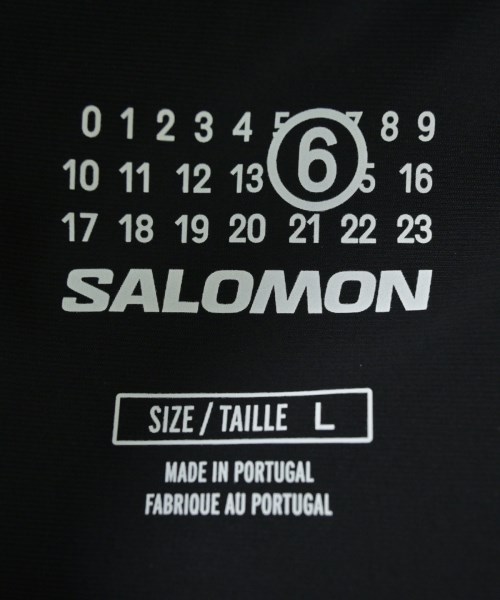 0 1 2 3 4 5 6 7 8 9
10 11 12 13 15 16
17 18 19 20 21 22 23
SALOMON
SIZE / TAILLE L
MADE IN PORTUGAL
FABRIQUE AU PORTUGAL